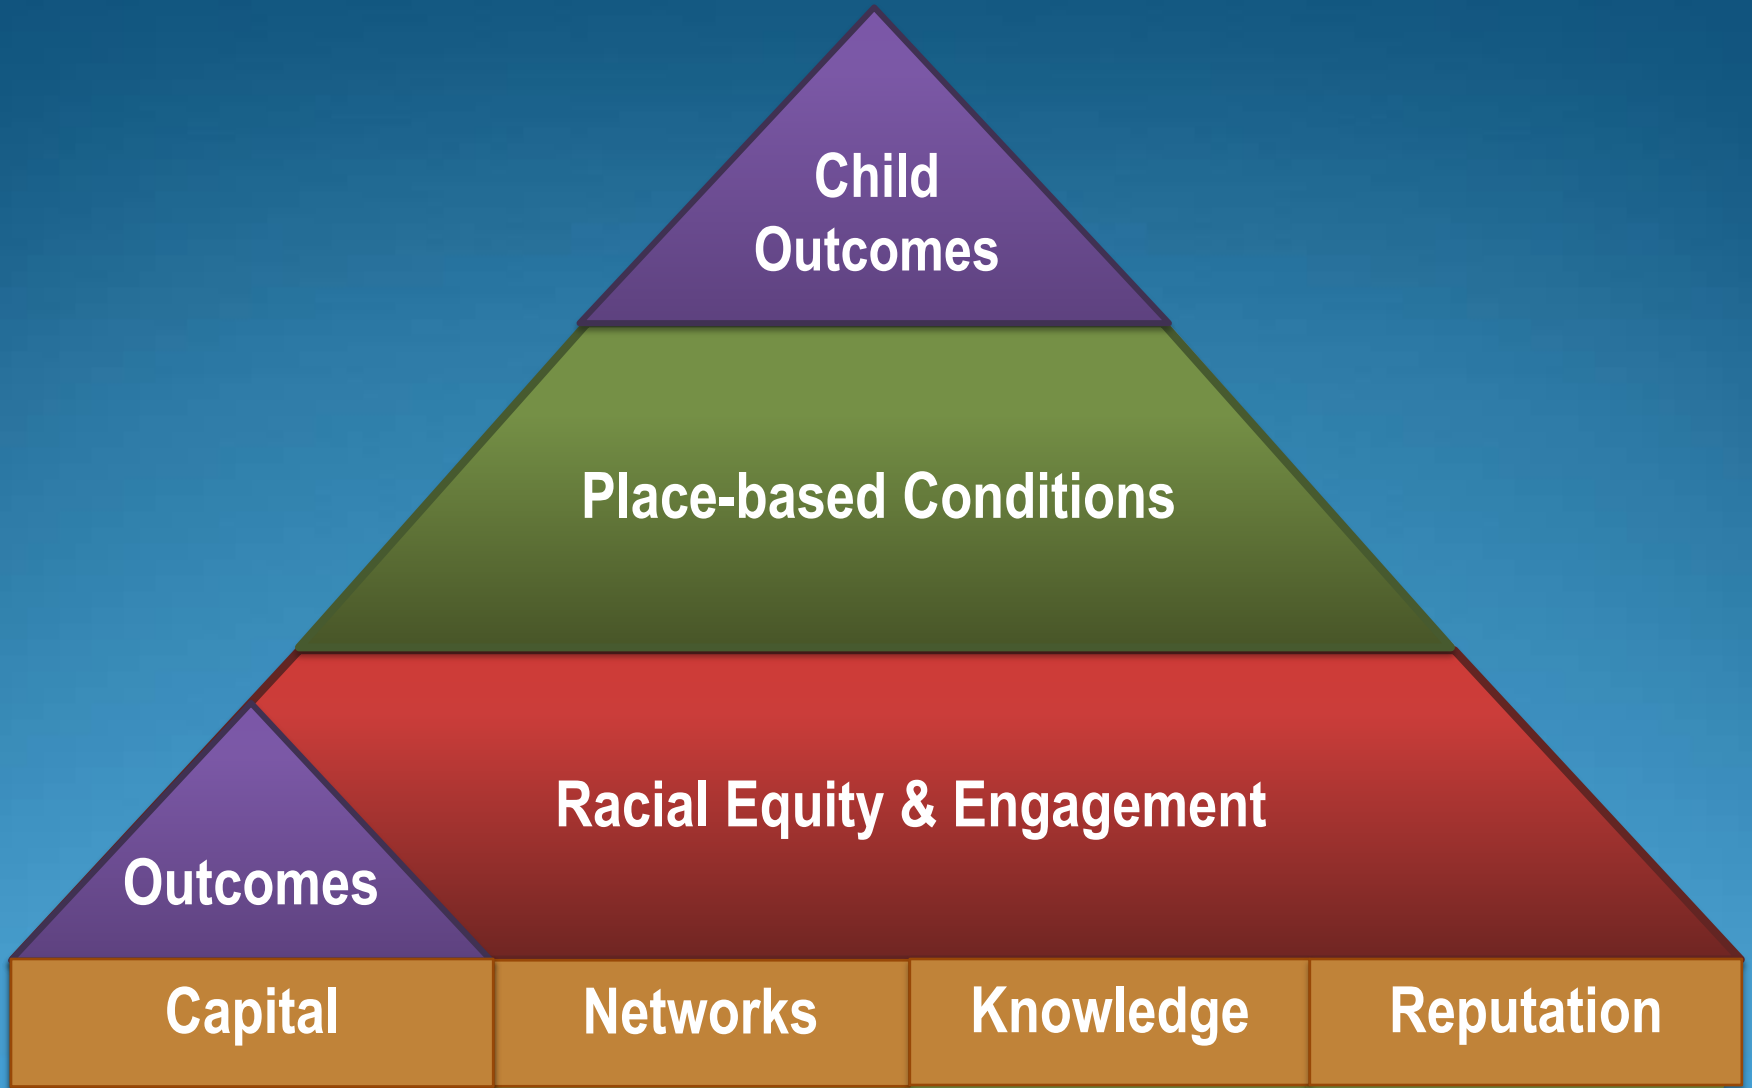 Child
Outcomes
Place-based Conditions
Racial Equity & Engagement
Outcomes
Capital
Networks
Knowledge
Reputation